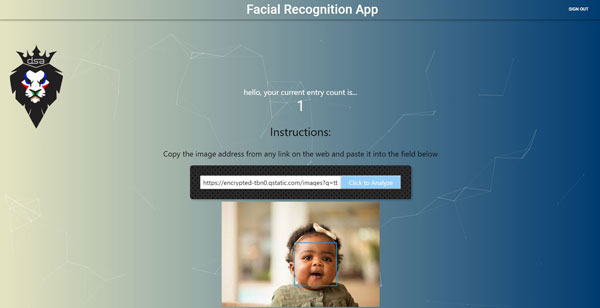 Facial Recognition App
SIGN OUT
dsa
hello, your current entry count is...
1
Instructions:
Copy the image address from any link on the web and paste it into the field below
https://encrypted-tbn0.gstatic.com/images?q=tl
Click to Analyze